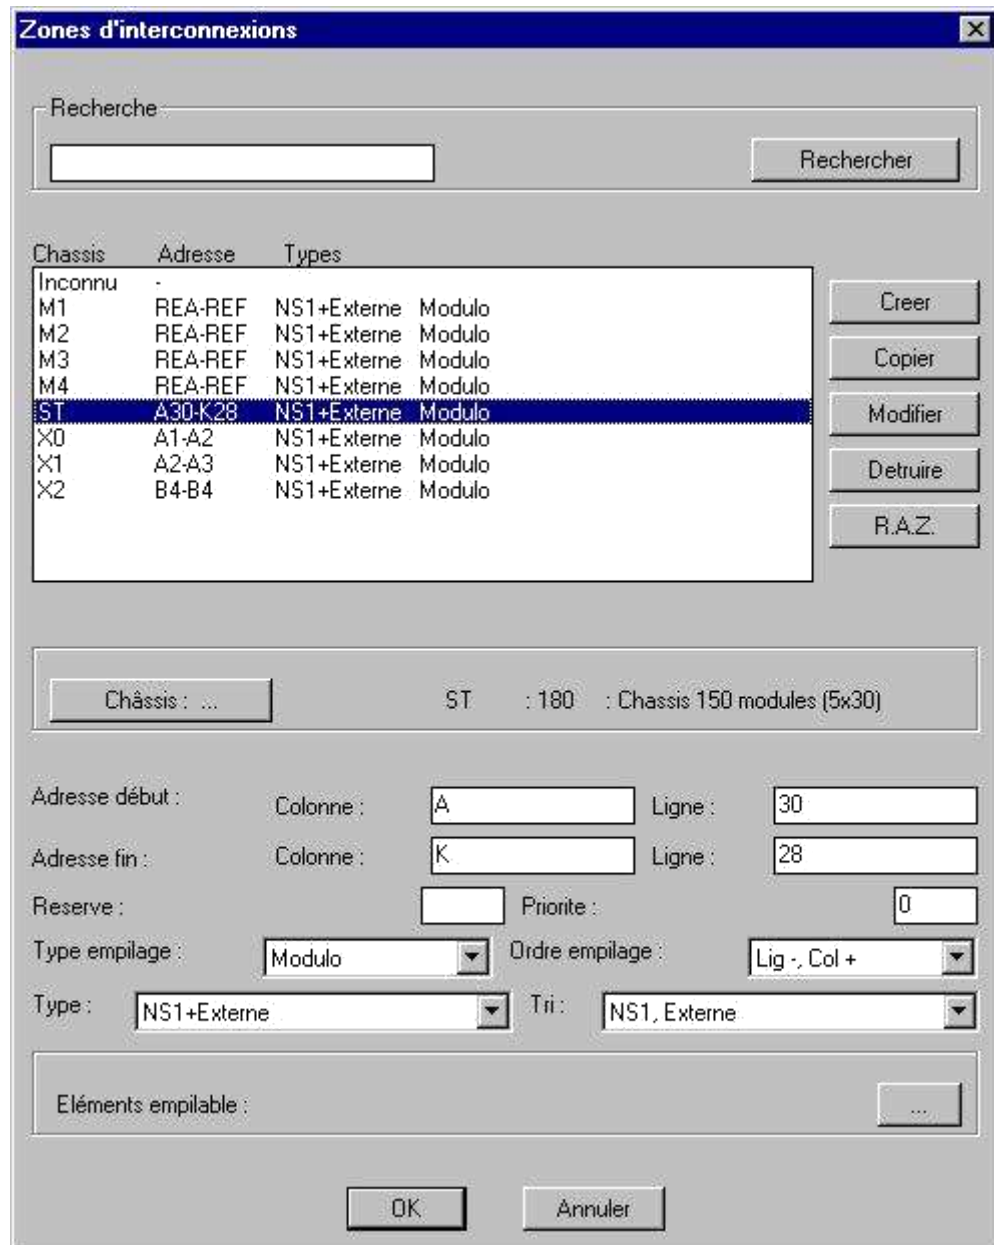 Zones d'interconnexions
Recherche
Rechercher
Chassis Adresse Types
Inconnu -
M1 REA-REF NS1+Externe Modulo
M2 REA-REF NS1+Externe Modulo
M3 REA-REF NS1+Externe Modulo
M4 REA-REF NS1+Externe Modulo
ST A30-K28 NS1+Externe Modulo
X0 A1-A2 NS1+Externe Modulo
X1 A2-A3 NS1+Externe Modulo
X2 B4-B4 NS1+Externe Modulo
Creer
Copier
Modifier
Detruire
R.A.Z.
Châssis : ... ST : 180 : Chassis 150 modules (5x30)
Adresse début : Colonne : A Ligne : 30
Adresse fin : Colonne : K Ligne : 28
Reserve : Priorite : 0
Type empilage : Modulo Ordre empilage : Lig -, Col +
Type : NS1+Externe Tri : NS1, Externe
Eléments empilable : ...
OK Annuler